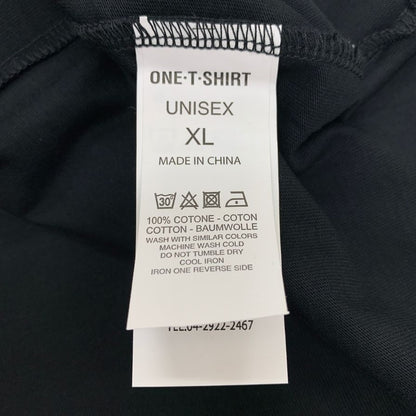 ONE·T·SHIRT
UNISEX
XL
MADE IN CHINA
30°
100% COTONE - COTON
COTTON - BAUMWOLLE
WASH WITH SIMILAR COLORS
MACHINE WASH COLD
DO NOT TUMBLE DRY
COOL IRON
IRON ONE REVERSE SIDE
TEL:04-2922-2467